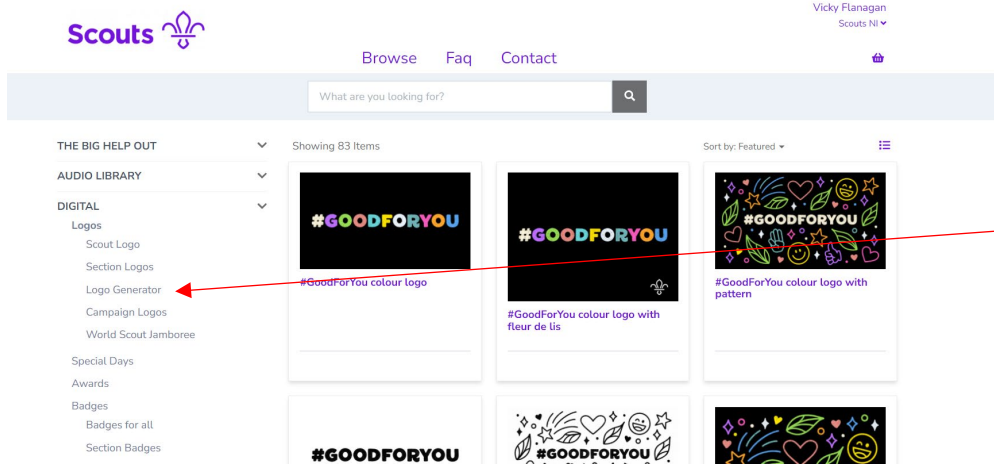 Vicky Flanagan
Scouts
Scouts NI
Browse Faq Contact
What are you looking for?
THE BIG HELP OUT
Showing 83 Items
Sort by: Featured
AUDIO LIBRARY
DIGITAL
Logos
Scout Logo
Section Logos
Logo Generator
Campaign Logos
World Scout Jamboree
Special Days
Awards
Badges
Badges for all
Section Badges
#GOODFORYOU
#GoodForYou colour logo
#GOODFORYOU
#GoodForYou colour logo with
fleur de lis
#GOODFORYOU
#GoodForYou colour logo with
pattern
#GOODFORYOU
#GOODFORYOU